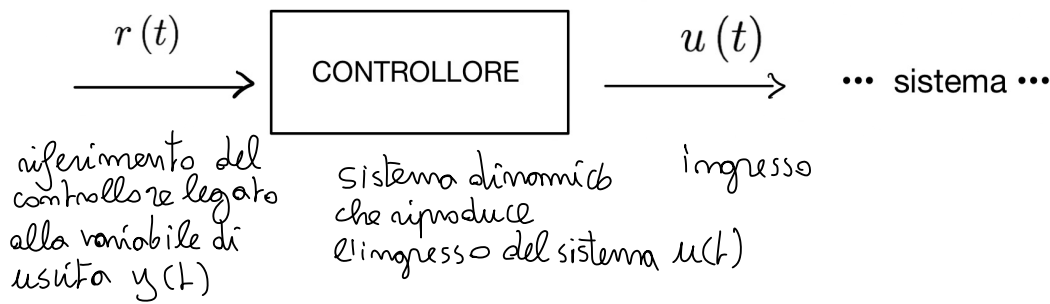 r (t)
CONTROLLORE
u (t)
... sistema ...
riferimento del
controllore legato
alla variabile di
uscita y(t)
sistema dinamico
che riproduce
l'ingresso del sistema u(t)
ingresso